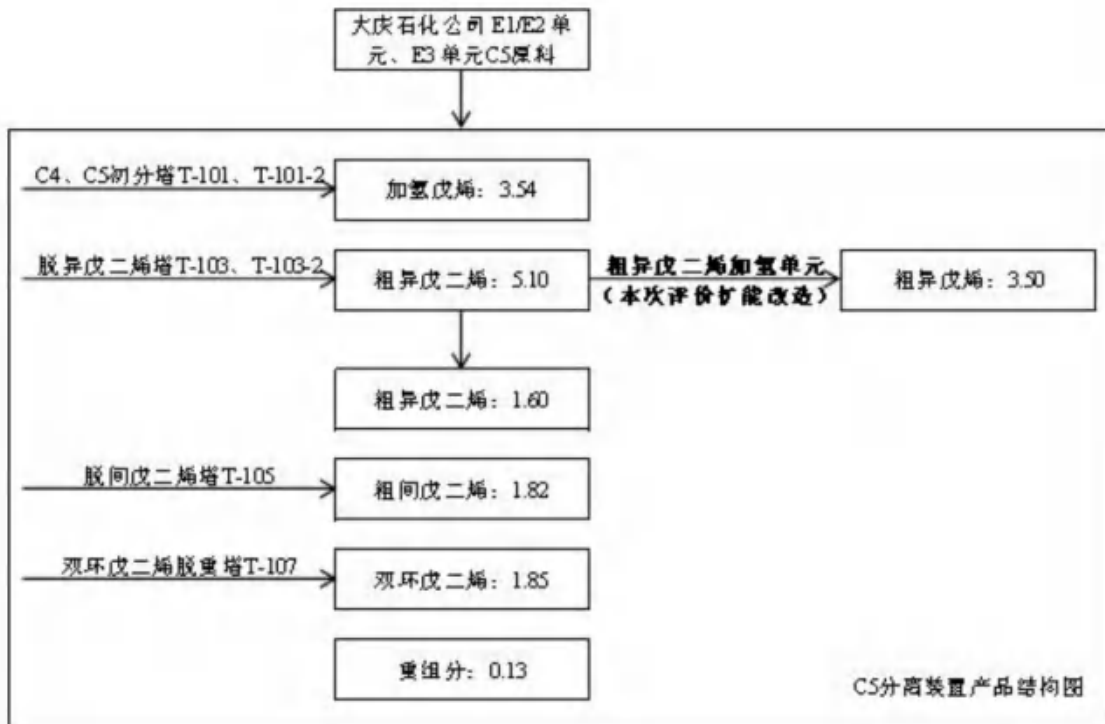 大庆石化公司 E1/E2 单
元、E3 单元C5原料
C4、C5初分塔T-101、T-101-2
加氢戊烯：3.54
脱异戊二烯塔T-103、T-103-2
粗异戊二烯：5.10
粗异戊二烯加氢单元
（本次评价扩能改造）
粗异戊烯：3.50
粗异戊二烯：1.60
脱间戊二烯塔T-105
粗间戊二烯：1.82
双环戊二烯脱重塔T-107
双环戊二烯：1.85
重组分：0.13
C5分离装置产品结构图